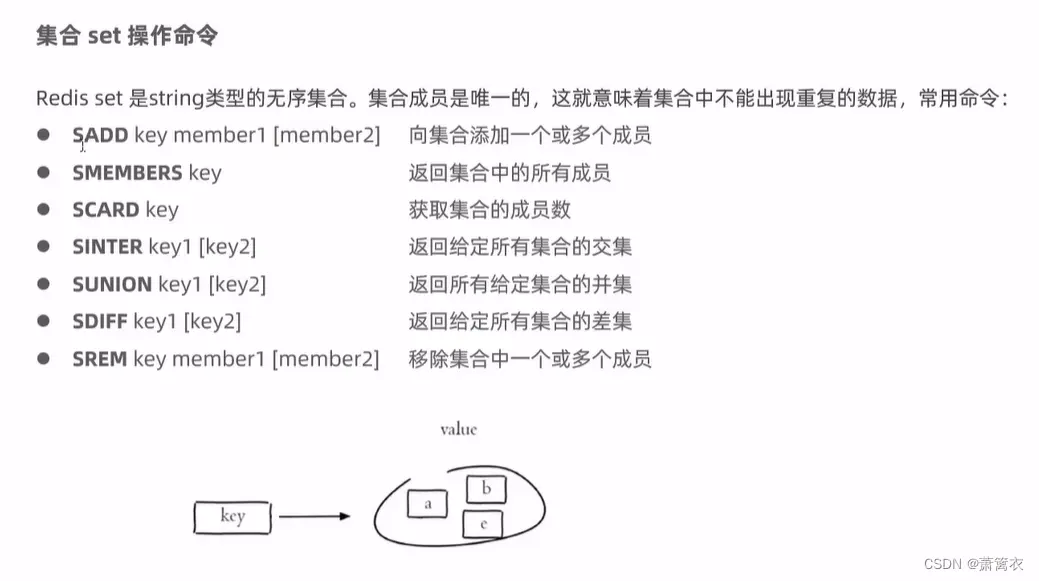 集合 set 操作命令
Redis set 是string类型的无序集合。集合成员是唯一的，这就意味着集合中不能出现重复的数据，常用命令：
● SADD key member1 [member2] 向集合添加一个或多个成员
● SMEMBERS key 返回集合中的所有成员
● SCARD key 获取集合的成员数
● SINTER key1 [key2] 返回给定所有集合的交集
● SUNION key1 [key2] 返回所有给定集合的并集
● SDIFF key1 [key2] 返回给定所有集合的差集
● SREM key member1 [member2] 移除集合中一个或多个成员
value
key
a
b
e
CSDN @萧篱衣